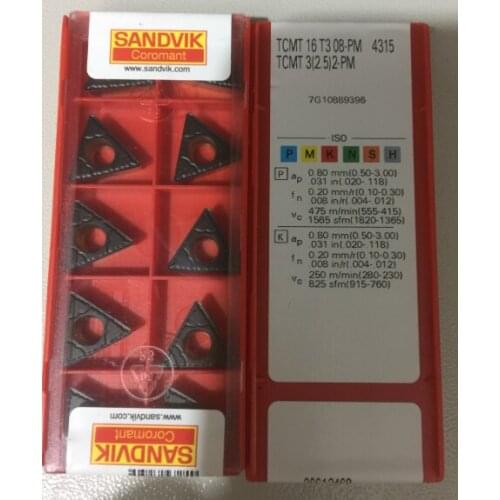 SANDVIK
Coromant
www.sandvik.com
www.sandvik.com
SANDVIK
Coromant
TCMT 16 T3 08-PM 4315
TCMT 3(2.5)2-PM
7G10889396
ISO
P M K N S H
P ap 0.80 mm(0.50-3.00)
.031 in(.020-.118)
fn 0.20 mm/r(0.10-0.30)
.008 in/r(.004-.012)
vc 475 m/min(555-415)
1565 sfm(1820-1365)
K ap 0.80 mm(0.50-3.00)
.031 in(.020-.118)
fn 0.20 mm/r(0.10-0.30)
.008 in/r(.004-.012)
vc 250 m/min(280-230)
825 sfm(915-760)